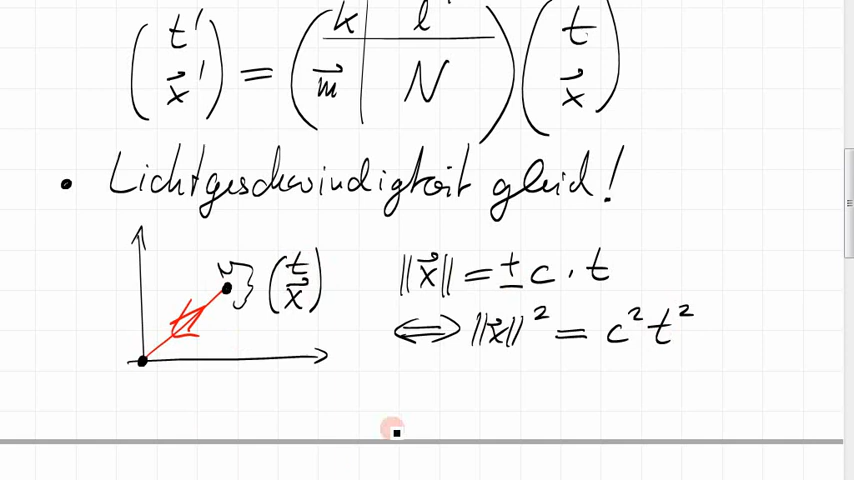 (t' x⃗') = (k l m⃗ N) (t x⃗)
• Lichtgeschwindigkeit gleich!
(t x⃗) ||x⃗|| = ± c · t
⇔ ||x⃗||² = c²t²